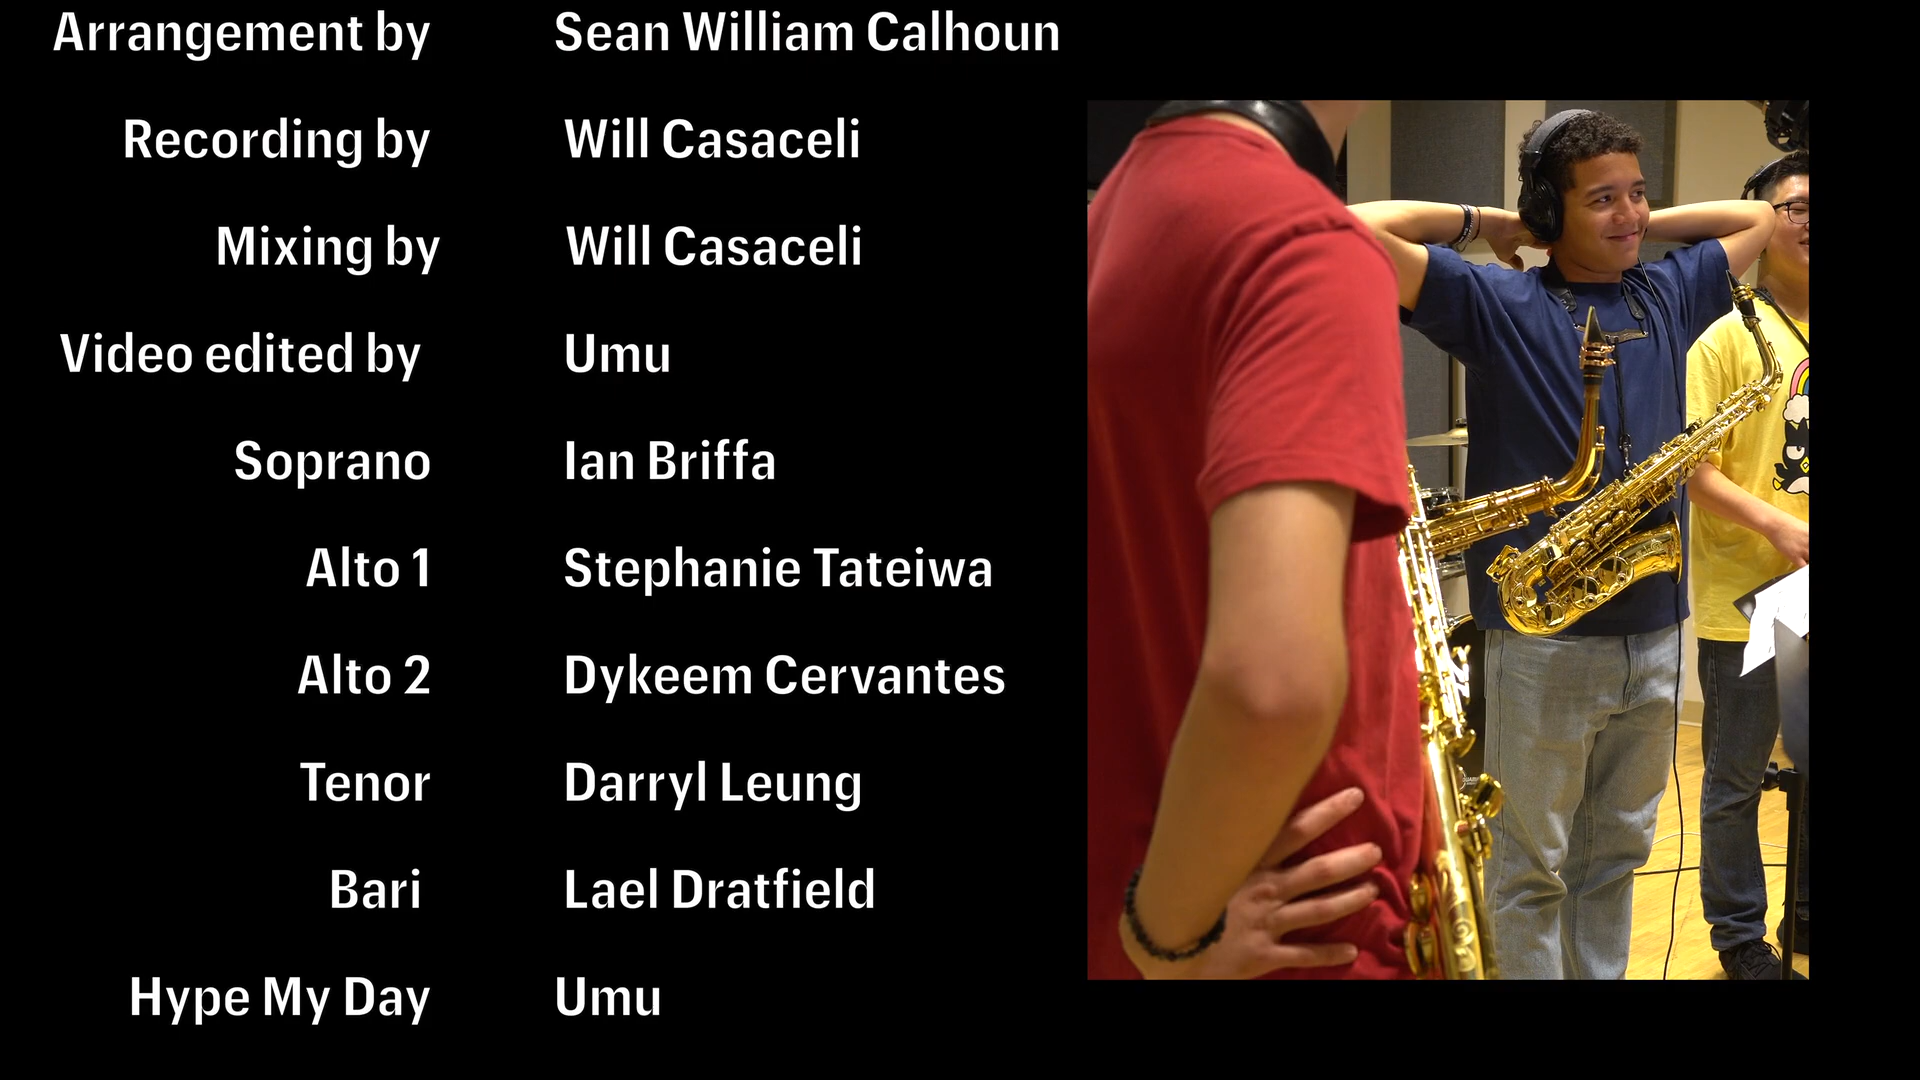 Arrangement by Sean William Calhoun
Recording by Will Casaceli
Mixing by Will Casaceli
Video edited by Umu
Soprano Ian Briffa
Alto 1 Stephanie Tateiwa
Alto 2 Dykeem Cervantes
Tenor Darryl Leung
Bari Lael Dratfield
Hype My Day Umu